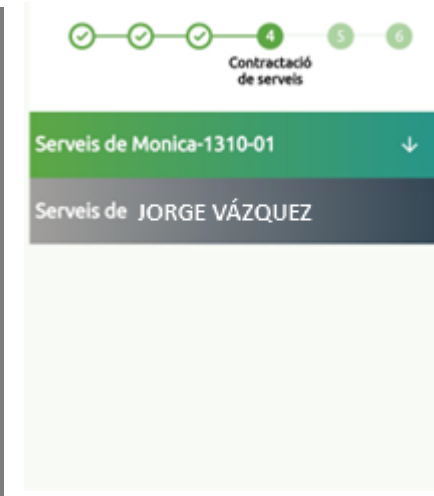 4 5 6
Contractació
de serveis
Serveis de Monica-1310-01
Serveis de JORGE VÁZQUEZ